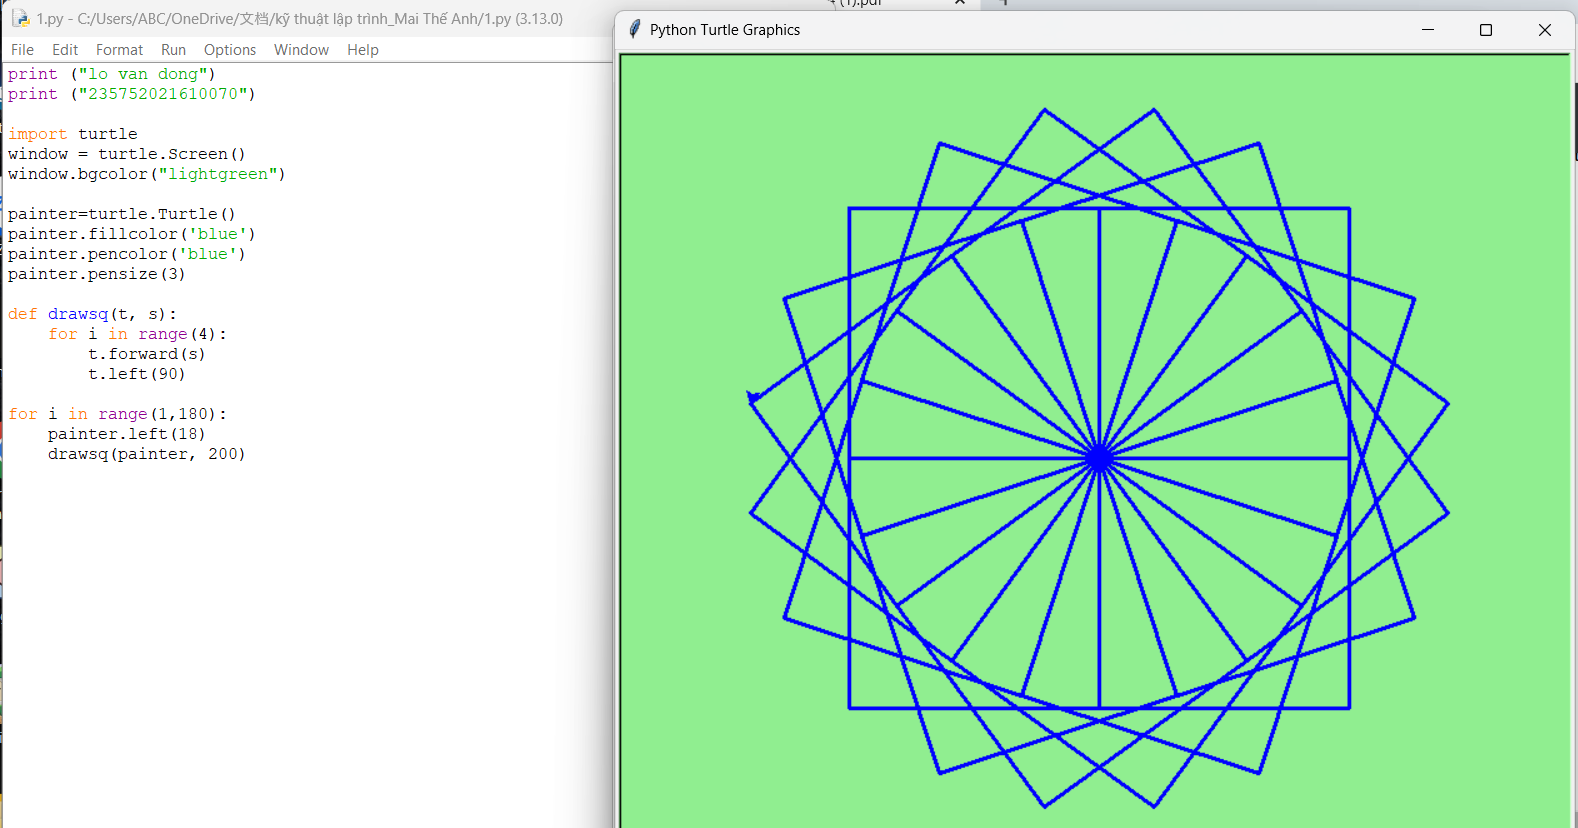 (1).pdf
1.py - C:/Users/ABC/OneDrive/文档/kỹ thuật lập trình_Mai Thế Anh/1.py (3.13.0)
File Edit Format Run Options Window Help
print ("lo van dong")
print ("235752021610070")
import turtle
window = turtle.Screen()
window.bgcolor("lightgreen")
painter=turtle.Turtle()
painter.fillcolor('blue')
painter.pencolor('blue')
painter.pensize(3)
def drawsq(t, s):
    for i in range(4):
        t.forward(s)
        t.left(90)
for i in range(1,180):
    painter.left(18)
    drawsq(painter, 200)
Python Turtle Graphics